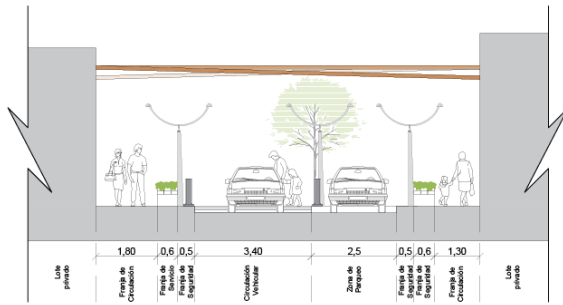 1,80 0,6 0,5 3,40 2,5 0,5 0,6 1,30
Lote
privado
Franja de
Circulación
Franja de
Servicio
Franja de
Seguridad
Circulación
Vehicular
Zona de
Parqueo
Franja de
Seguridad
Franja de
Seguridad
Franja de
Circulación
Lote
privado